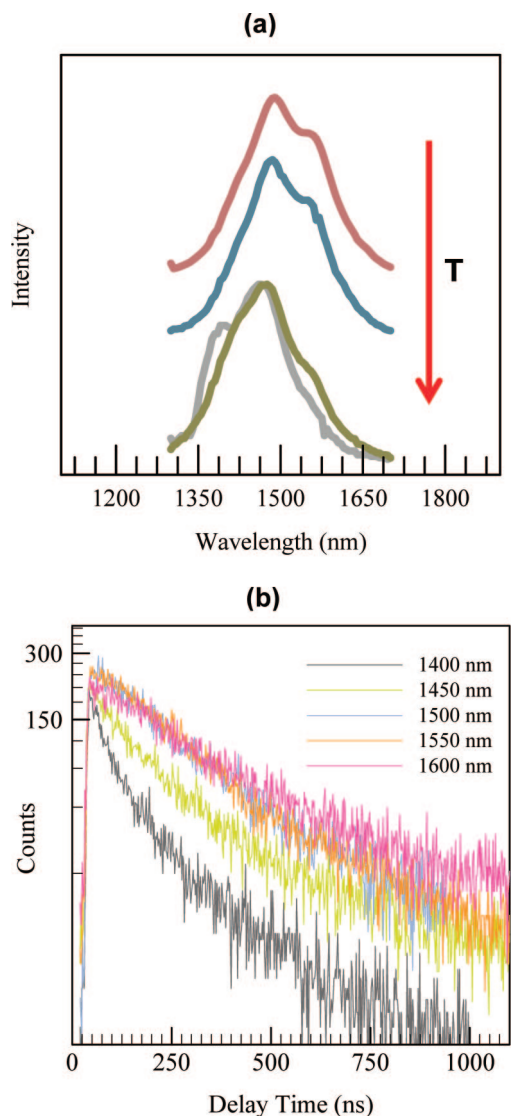 (a)
Intensity
T
1200 1350 1500 1650 1800
Wavelength (nm)
(b)
300
150
Counts
1400 nm
1450 nm
1500 nm
1550 nm
1600 nm
0 250 500 750 1000
Delay Time (ns)